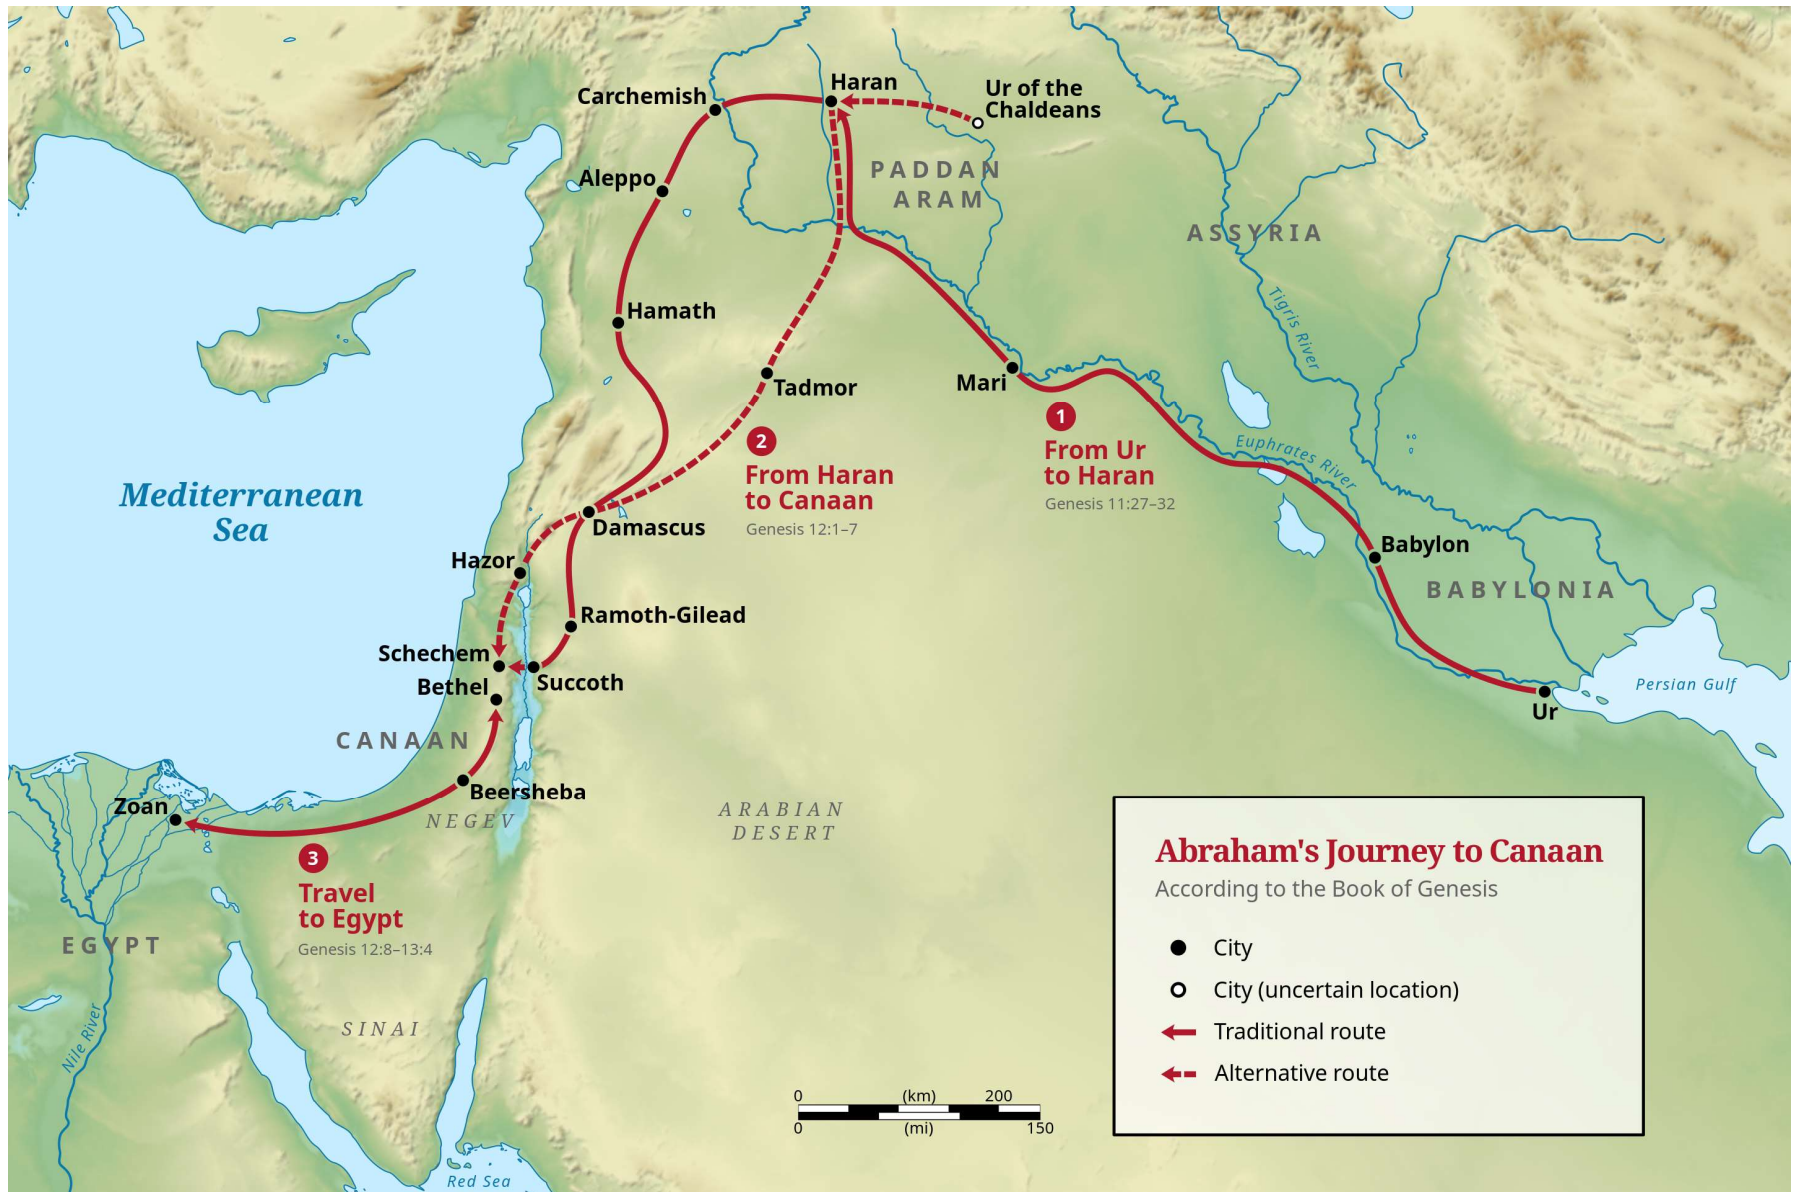 Carchemish
Haran
Ur of the
Chaldeans
Aleppo
PADDAN
ARAM
ASSYRIA
Hamath
Tigris River
Tadmor
Mari
1
From Ur
to Haran
Genesis 11:27–32
2
From Haran
to Canaan
Genesis 12:1–7
Euphrates River
Mediterranean
Sea
Damascus
Hazor
Babylon
BABYLONIA
Ramoth-Gilead
Schechem
Succoth
Bethel
Persian Gulf
Ur
CANAAN
Beersheba
Zoan
NEGEV
ARABIAN
DESERT
3
Travel
to Egypt
Genesis 12:8–13:4
EGYPT
Nile River
SINAI
Red Sea
0 (km) 200
0 (mi) 150
Abraham's Journey to Canaan
According to the Book of Genesis
City
City (uncertain location)
Traditional route
Alternative route